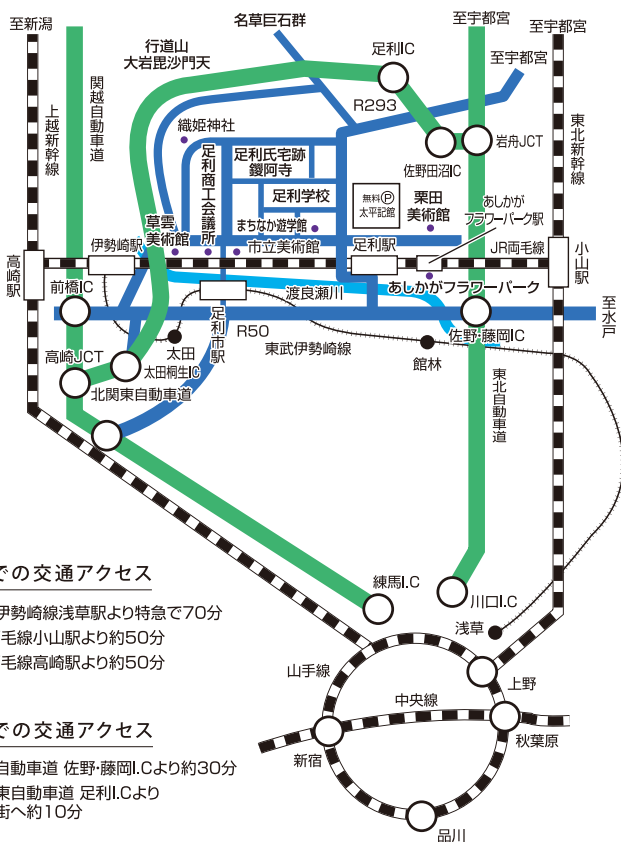 至新潟
名草巨石群
至宇都宮
至宇都宮
行道山
大岩毘沙門天
足利IC
至宇都宮
関越自動車道
上越新幹線
R293
東北新幹線
織姫神社
岩舟JCT
佐野田沼IC
足利氏宅跡
鑁阿寺
足利商工会議所
足利学校
無料P
太平記館
栗田
美術館
あしかが
フラワーパーク駅
まちなか遊学館
草雲
美術館
市立美術館
伊勢崎駅
足利駅
JR両毛線
高崎駅
小山駅
前橋IC
渡良瀬川
あしかがフラワーパーク
至水戸
足利市駅
R50
佐野・藤岡IC
太田
東武伊勢崎線
館林
高崎JCT
太田桐生IC
北関東自動車道
東北自動車道
での交通アクセス
伊勢崎線浅草駅より特急で70分
毛線小山駅より約50分
毛線高崎駅より約50分
練馬I.C
川口I.C
浅草
山手線
上野
中央線
秋葉原
新宿
品川
での交通アクセス
自動車道 佐野・藤岡I.Cより約30分
東自動車道 足利I.Cより
街へ約10分